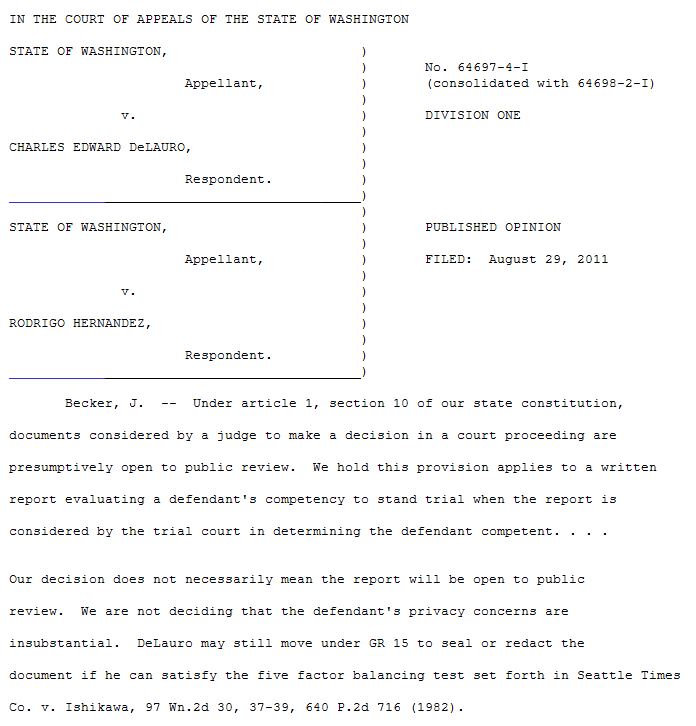 IN THE COURT OF APPEALS OF THE STATE OF WASHINGTON
STATE OF WASHINGTON, )
) No. 64697-4-I
Appellant, ) (consolidated with 64698-2-I)
)
v. ) DIVISION ONE
)
CHARLES EDWARD DeLAURO, )
)
Respondent. )
)
)
STATE OF WASHINGTON, ) PUBLISHED OPINION
)
Appellant, ) FILED: August 29, 2011
)
v. )
)
RODRIGO HERNANDEZ, )
)
Respondent. )
)
Becker, J. -- Under article 1, section 10 of our state constitution,
documents considered by a judge to make a decision in a court proceeding are
presumptively open to public review. We hold this provision applies to a written
report evaluating a defendant's competency to stand trial when the report is
considered by the trial court in determining the defendant competent. . . .
Our decision does not necessarily mean the report will be open to public
review. We are not deciding that the defendant's privacy concerns are
insubstantial. DeLauro may still move under GR 15 to seal or redact the
document if he can satisfy the five factor balancing test set forth in Seattle Times
Co. v. Ishikawa, 97 Wn.2d 30, 37-39, 640 P.2d 716 (1982).